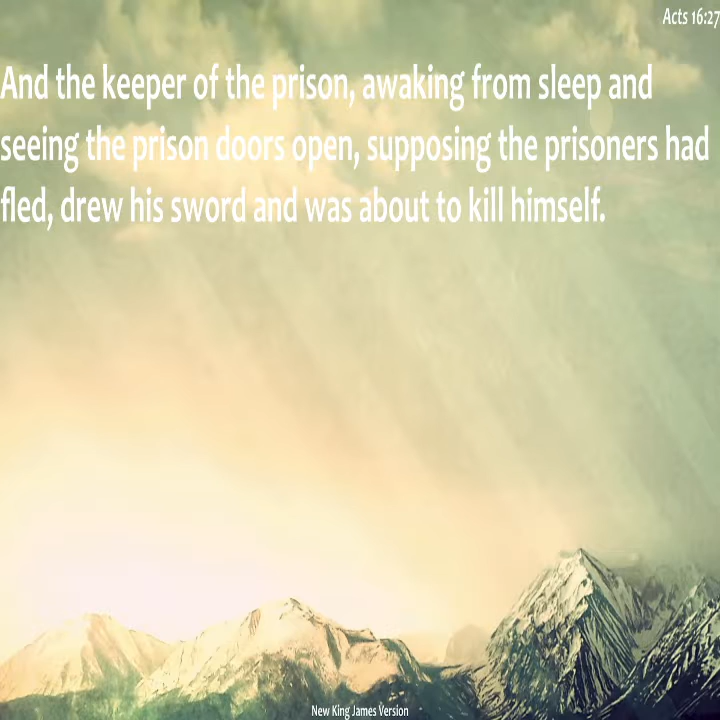 Acts 16:27
And the keeper of the prison, awaking from sleep and
seeing the prison doors open, supposing the prisoners had
fled, drew his sword and was about to kill himself.
New King James Version